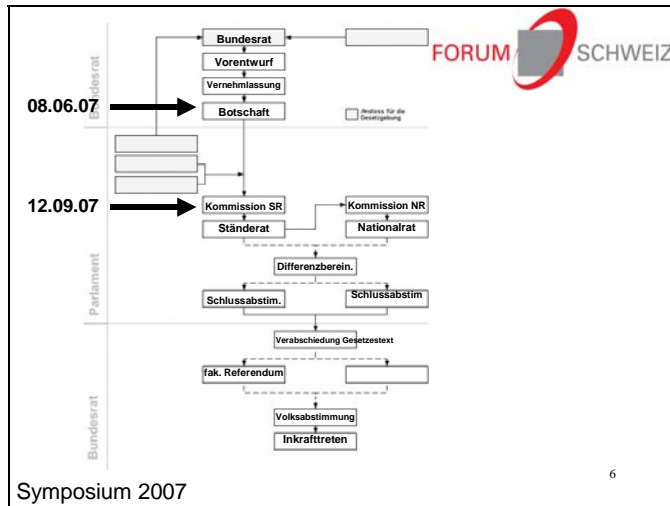 FORUM SCHWEIZ
Bundesrat
Bundesrat
Vorentwurf
Vernehmlassung
08.06.07
Botschaft
Anstoss für die
Gesetzgebung
12.09.07
Kommission SR
Kommission NR
Ständerat
Nationalrat
Parlament
Differenzberein.
Schlussabstim.
Schlussabstim
Verabschiedung Gesetzestext
fak. Referendum
Bundesrat
Volksabstimmung
Inkrafttreten
Symposium 2007
6